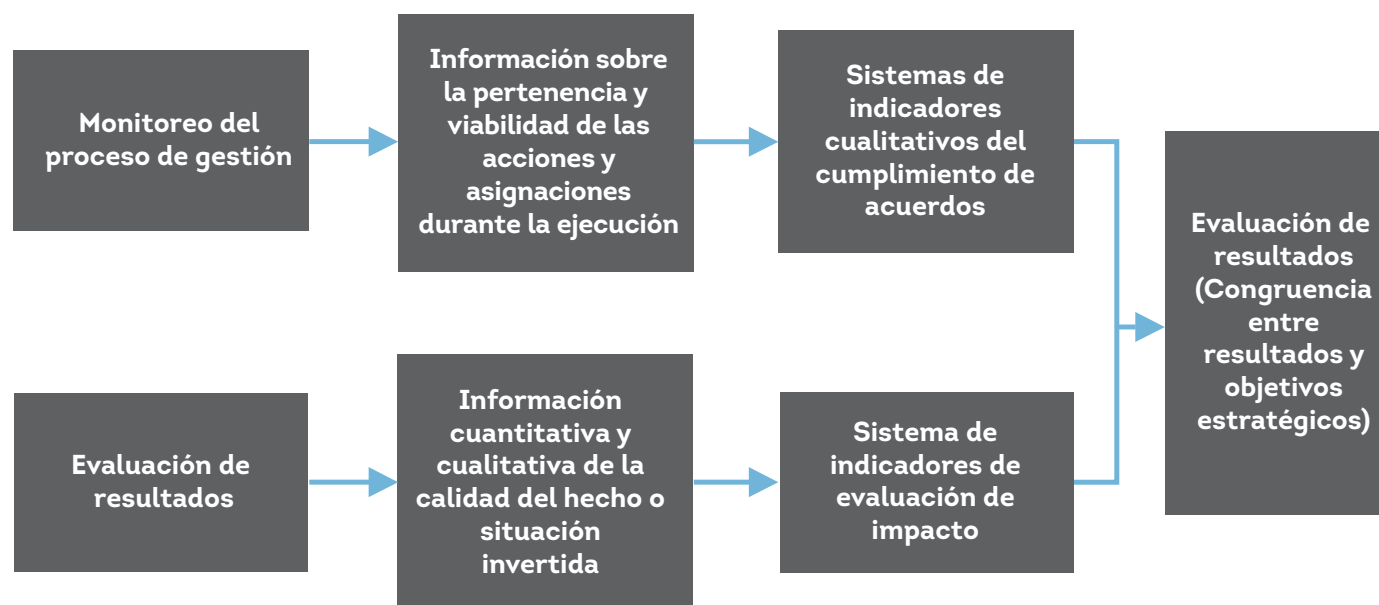 Monitoreo del
proceso de gestión
Información sobre
la pertenencia y
viabilidad de las
acciones y
asignaciones
durante la ejecución
Sistemas de
indicadores
cualitativos del
cumplimiento de
acuerdos
Evaluación de
resultados
Información
cuantitativa y
cualitativa de la
calidad del hecho o
situación
invertida
Sistema de
indicadores de
evaluación de
impacto
Evaluación de
resultados
(Congruencia
entre
resultados y
objetivos
estratégicos)